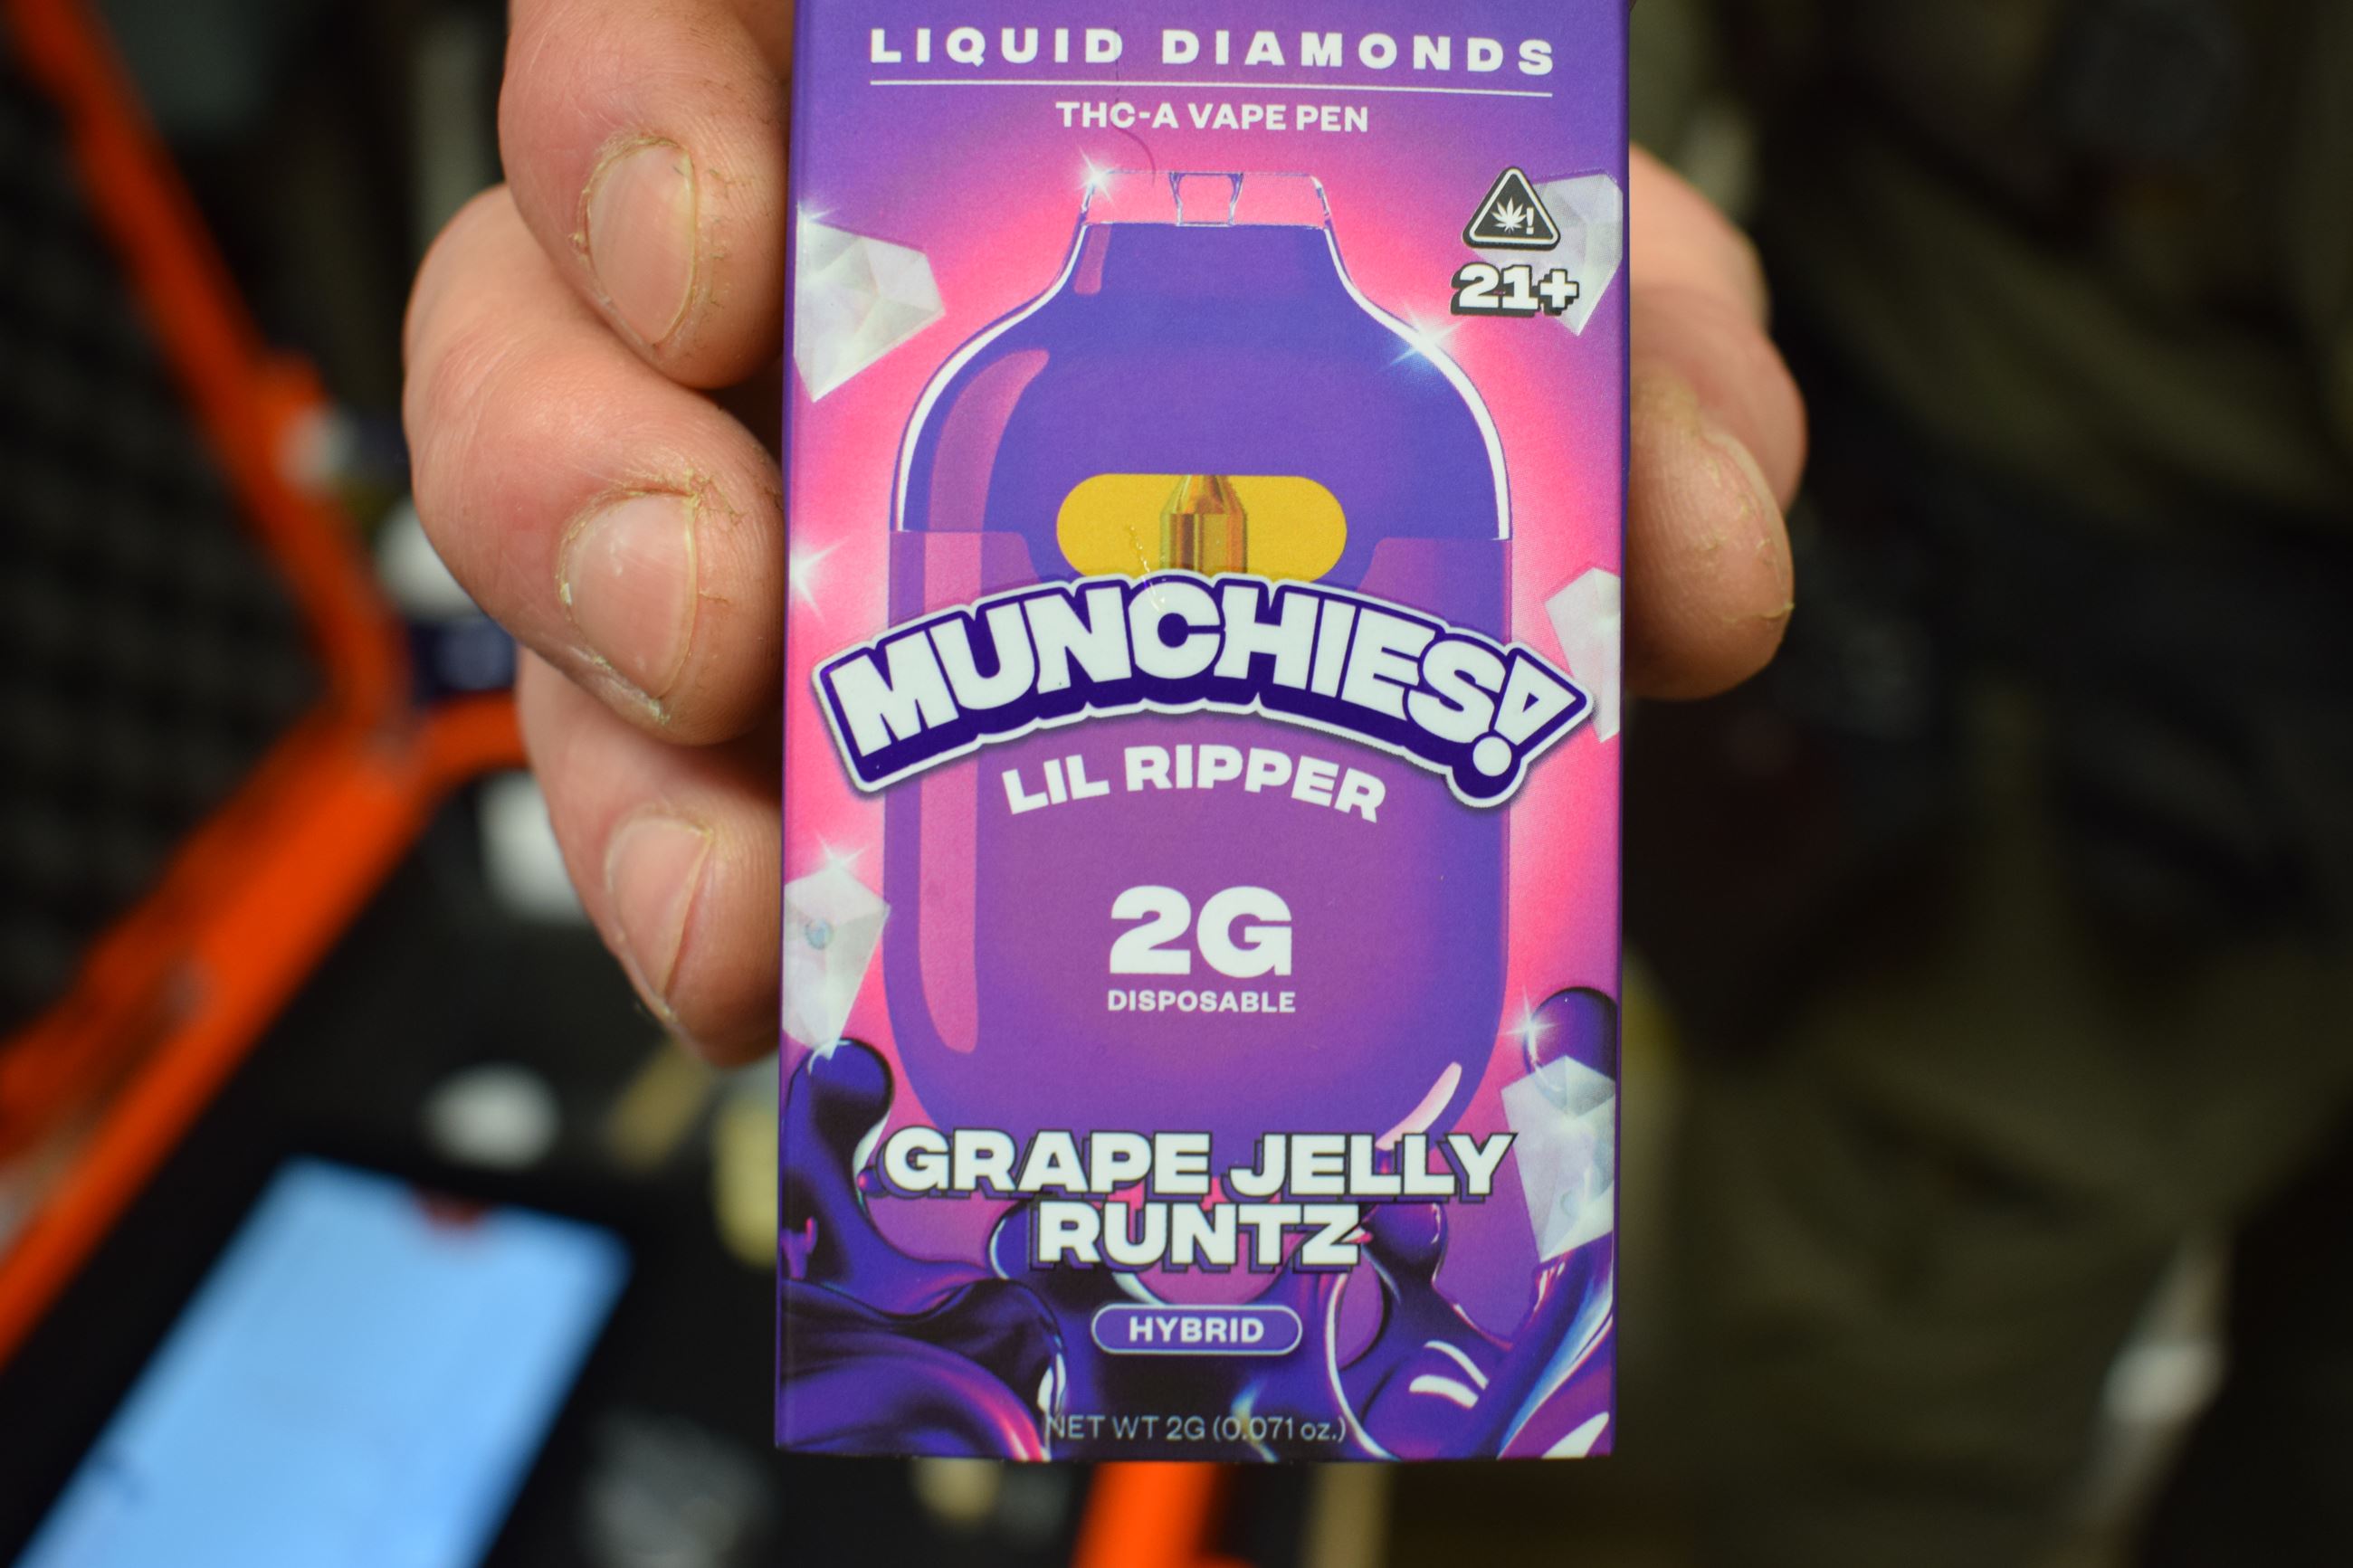 LIQUID DIAMONDS
THC-A VAPE PEN
21+
MUNCHIES!
LIL RIPPER
2G
DISPOSABLE
GRAPE JELLY
RUNTZ
HYBRID
NET WT 2G (0.071 oz.)